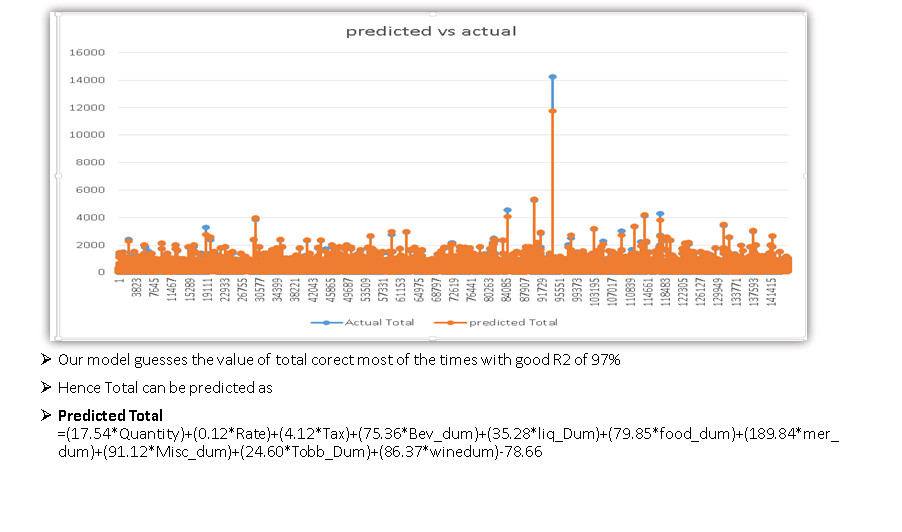 predicted vs actual
16000
14000
12000
10000
8000
6000
4000
2000
0
1 3823 7645 11467 15289 19111 22933 26755 30577 34399 38221 42043 45865 49687 53509 57331 61153 64975 68797 72619 76441 80263 84085 87907 91729 95551 99373 103195 107017 110839 114661 118483 122305 126127 129949 133771 137593 141415
Actual Total predicted Total
Our model guesses the value of total corect most of the times with good R2 of 97%
Hence Total can be predicted as
Predicted Total
=(17.54*Quantity)+(0.12*Rate)+(4.12*Tax)+(75.36*Bev_dum)+(35.28*liq_Dum)+(79.85*food_dum)+(189.84*mer_
dum)+(91.12*Misc_dum)+(24.60*Tobb_Dum)+(86.37*winedum)-78.66